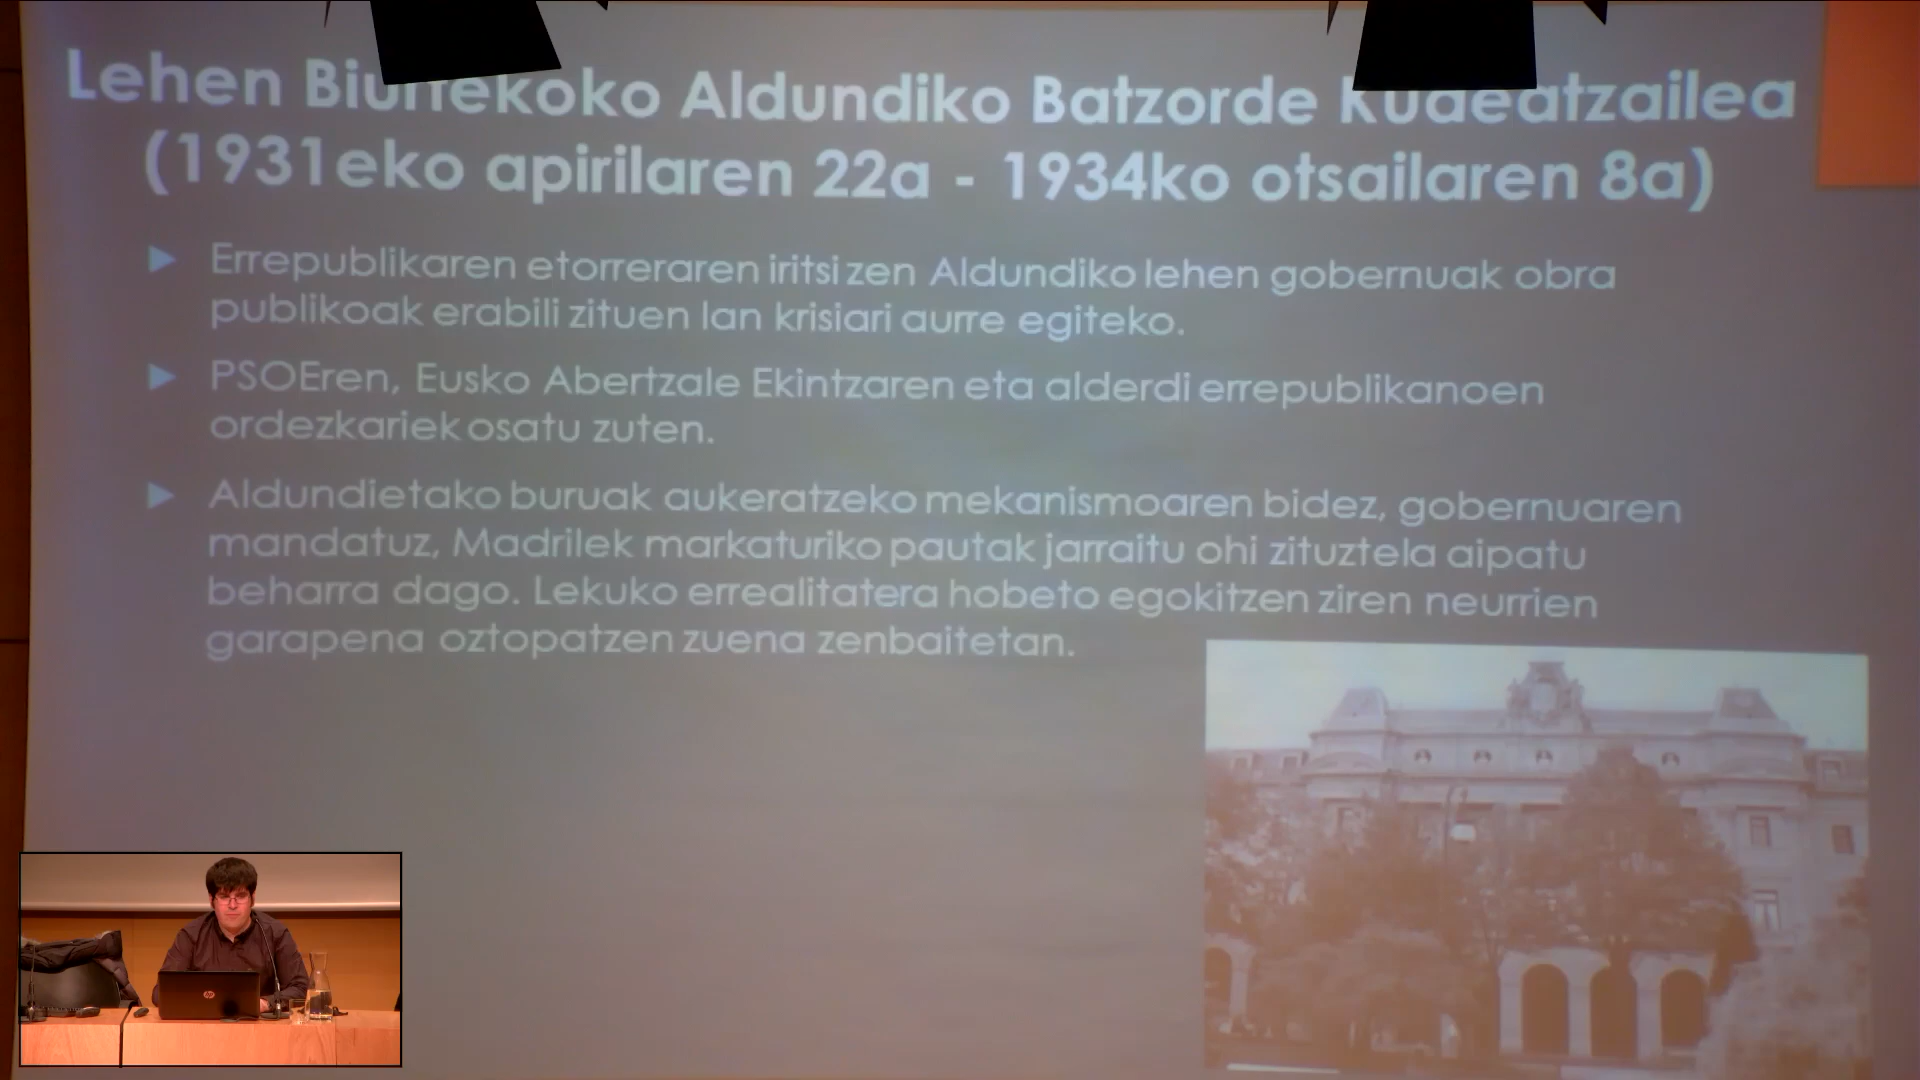 Lehen Biurtekoko Aldundiko Batzorde Kudeatzailea
(1931eko apirilaren 22a - 1934ko otsailaren 8a)
Errepublikaren etorreraren iritsi zen Aldundiko lehen gobernuak obra
publikoak erabili zituen lan krisiari aurre egiteko.
PSOEren, Eusko Abertzale Ekintzaren eta alderdi errepublikanoen
ordezkariek osatu zuten.
Aldundietako buruak aukeratzeko mekanismoaren bidez, gobernuaren
mandatuz, Madrilek markaturiko pautak jarraitu ohi zituztela aipatu
beharra dago. Lekuko errealitatera hobeto egokitzen ziren neurrien
garapena oztopatzen zuena zenbaitetan.
hp